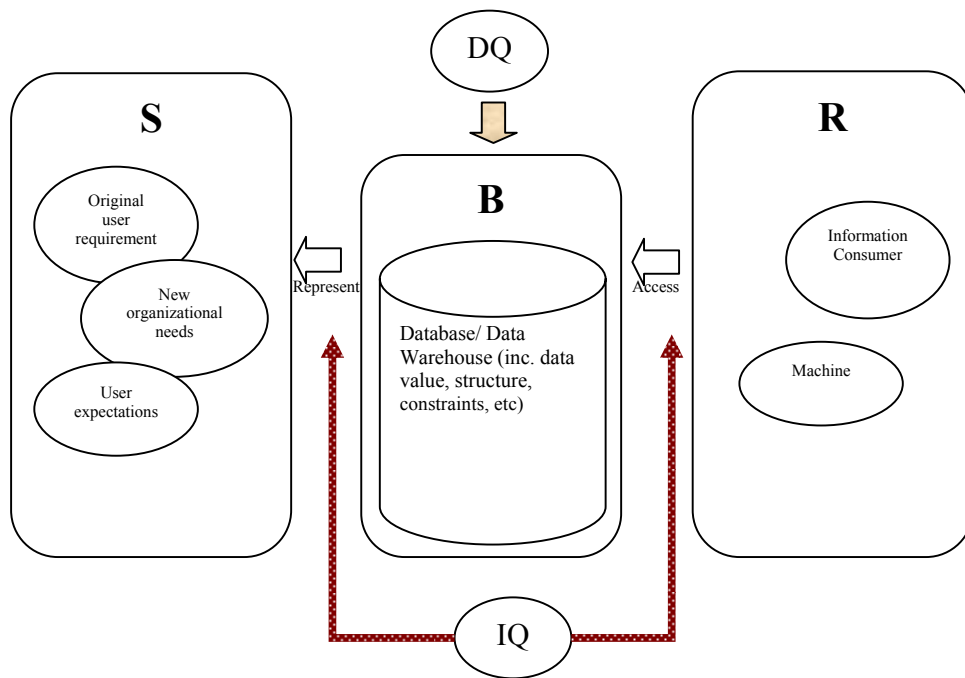 DQ
S
Original
user
requirement
New
organizational
needs
User
expectations
Represent
B
Database/ Data
Warehouse (inc. data
value, structure,
constraints, etc)
Access
R
Information
Consumer
Machine
IQ